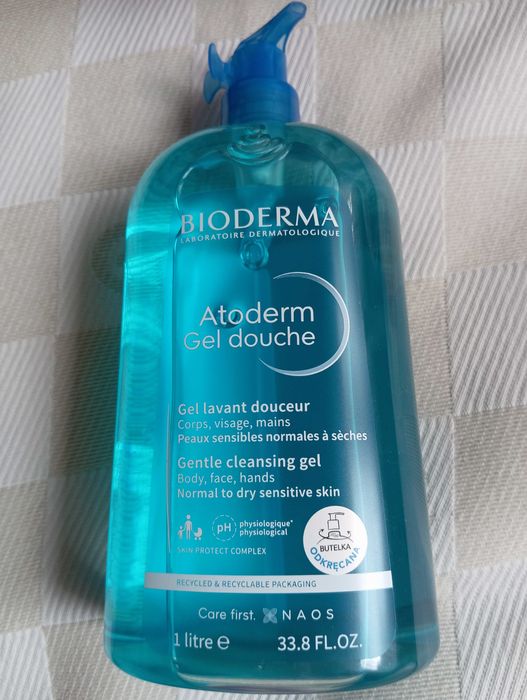 BIODERMA
LABORATOIRE DERMATOLOGIQUE
Atoderm
Gel douche
Gel lavant douceur
Corps, visage, mains
Peaux sensibles normales à sèches
Gentle cleansing gel
Body, face, hands
Normal to dry sensitive skin
pH physiologique*
physiological
SKIN PROTECT COMPLEX
BUTELKA
ODKRĘCANA
RECYCLED & RECYCLABLE PACKAGING
Care first. NAOS
1 litre e 33.8 FL.OZ.